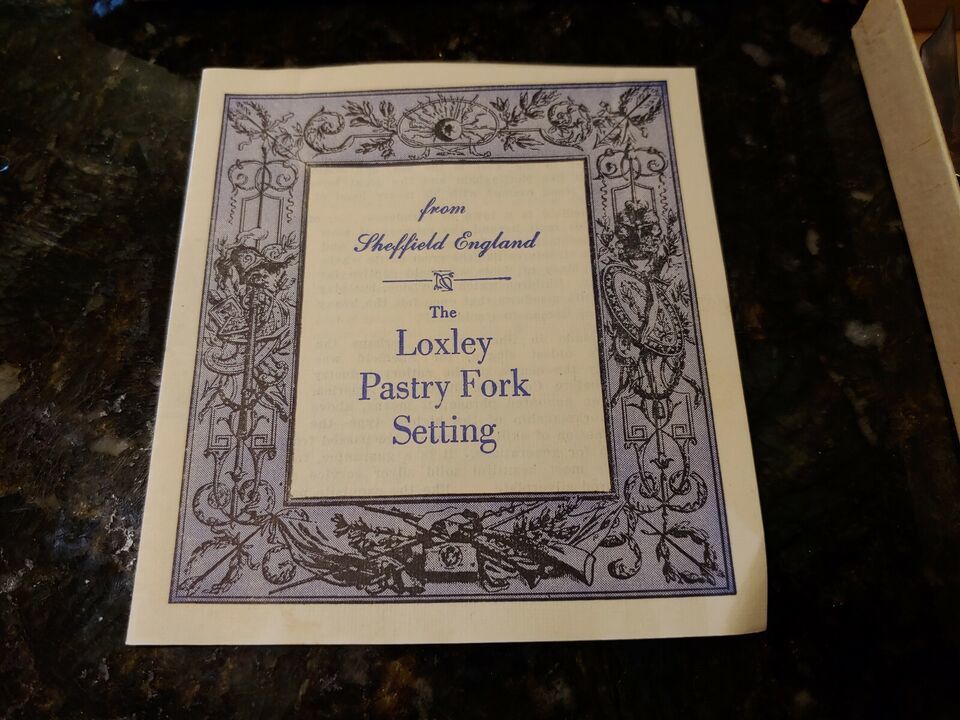 from
Sheffield England
The
Loxley
Pastry Fork
Setting